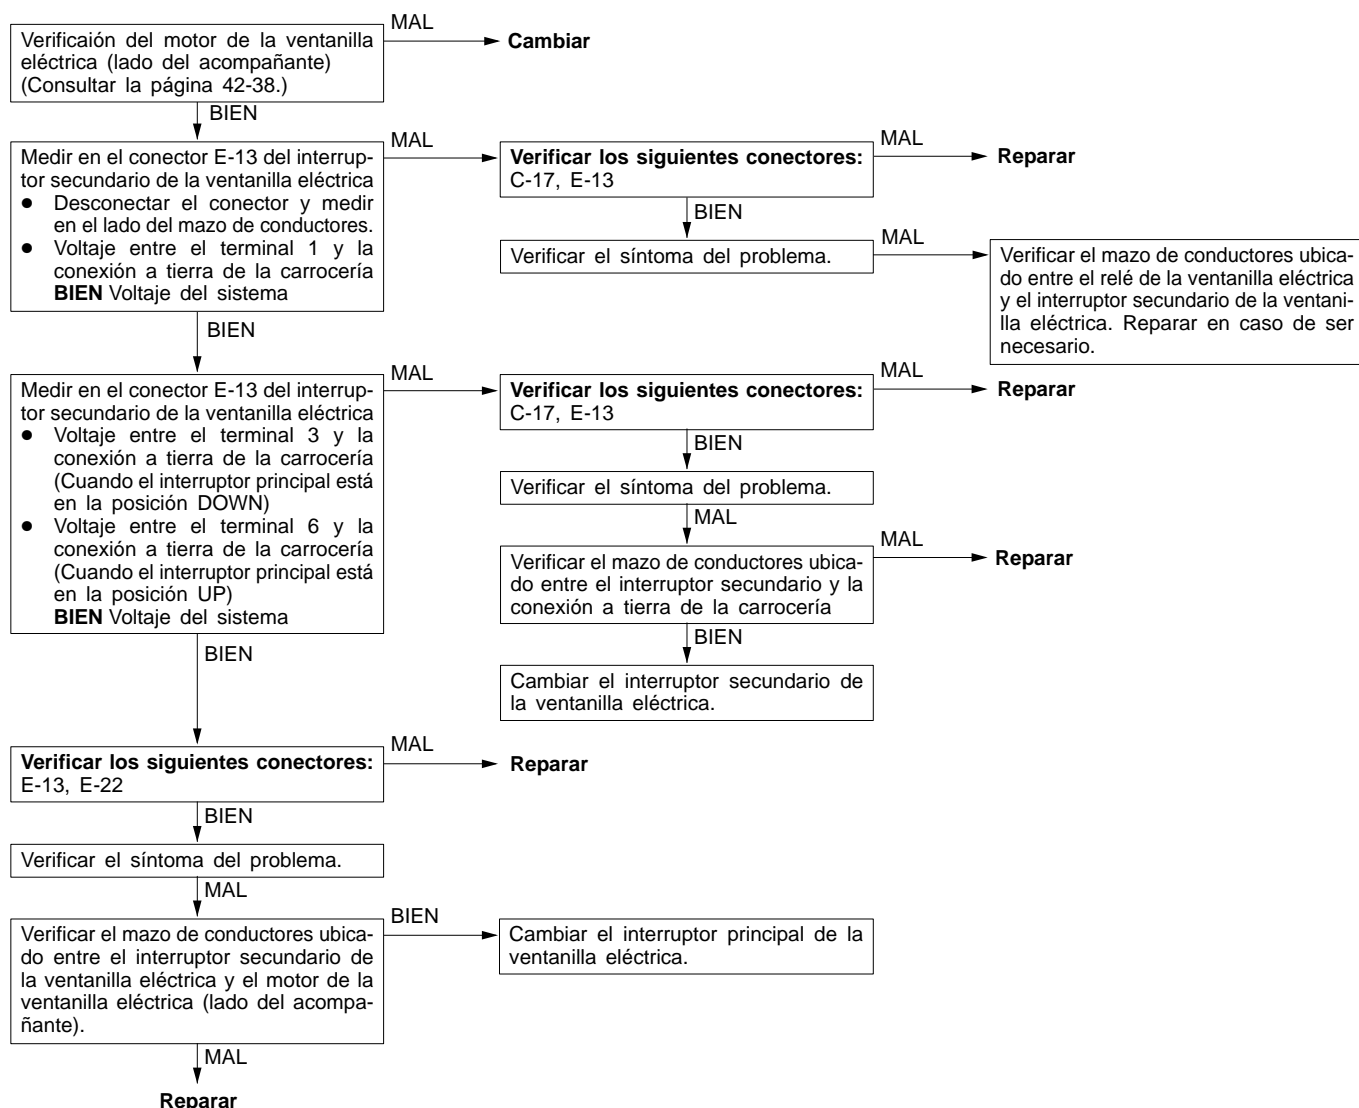 Verificaión del motor de la ventanilla
eléctrica (lado del acompañante)
(Consultar la página 42-38.)
MAL
Cambiar
BIEN
Medir en el conector E-13 del interrup-
tor secundario de la ventanilla eléctrica
● Desconectar el conector y medir
en el lado del mazo de conductores.
● Voltaje entre el terminal 1 y la
conexión a tierra de la carrocería
BIEN Voltaje del sistema
MAL
Verificar los siguientes conectores:
C-17, E-13
MAL
Reparar
BIEN
Verificar el síntoma del problema.
MAL
Verificar el mazo de conductores ubica-
do entre el relé de la ventanilla eléctrica
y el interruptor secundario de la ventani-
lla eléctrica. Reparar en caso de ser
necesario.
BIEN
Medir en el conector E-13 del interrup-
tor secundario de la ventanilla eléctrica
● Voltaje entre el terminal 3 y la
conexión a tierra de la carrocería
(Cuando el interruptor principal está
en la posición DOWN)
● Voltaje entre el terminal 6 y la
conexión a tierra de la carrocería
(Cuando el interruptor principal está
en la posición UP)
BIEN Voltaje del sistema
MAL
Verificar los siguientes conectores:
C-17, E-13
MAL
Reparar
BIEN
Verificar el síntoma del problema.
MAL
Verificar el mazo de conductores ubica-
do entre el interruptor secundario y la
conexión a tierra de la carrocería
MAL
Reparar
BIEN
Cambiar el interruptor secundario de
la ventanilla eléctrica.
BIEN
Verificar los siguientes conectores:
E-13, E-22
MAL
Reparar
BIEN
Verificar el síntoma del problema.
MAL
Verificar el mazo de conductores ubica-
do entre el interruptor secundario de
la ventanilla eléctrica y el motor de la
ventanilla eléctrica (lado del acompa-
ñante).
BIEN
Cambiar el interruptor principal de la
ventanilla eléctrica.
MAL
Reparar